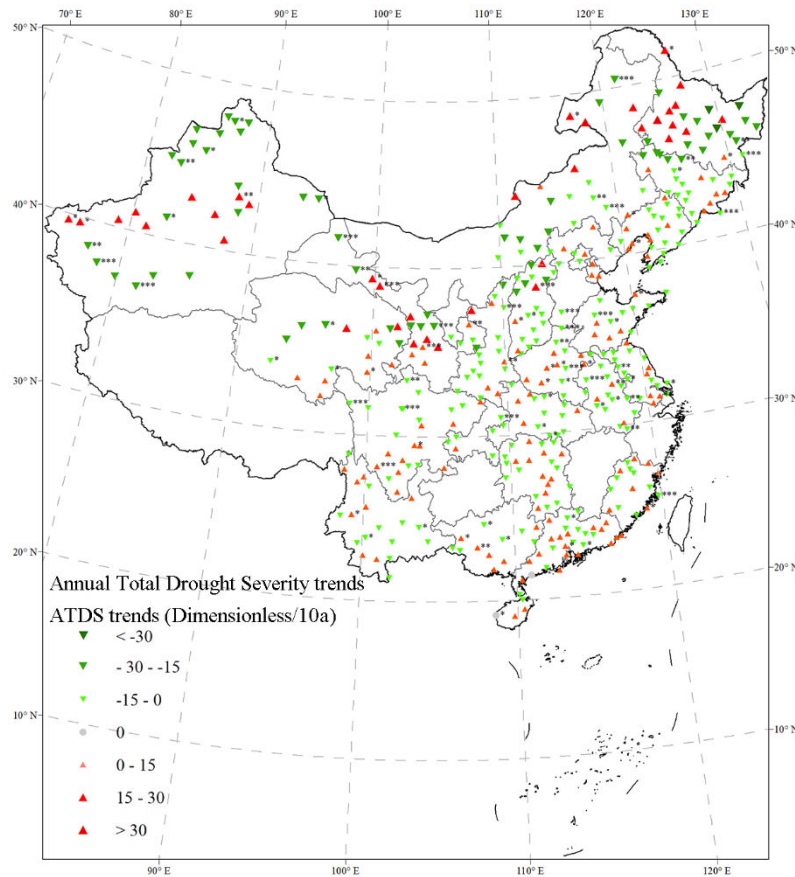 70° E 80° E 90° E 100° E 110° E 120° E 130° E
50° N 50° N
40° N 40° N
30° N 30° N
20° N 20° N
Annual Total Drought Severity trends
ATDS trends (Dimensionless/10a)
< -30
- 30 - -15
-15 - 0
0
0 - 15
15 - 30
> 30
10° N 10° N
90° E 100° E 110° E 120° E